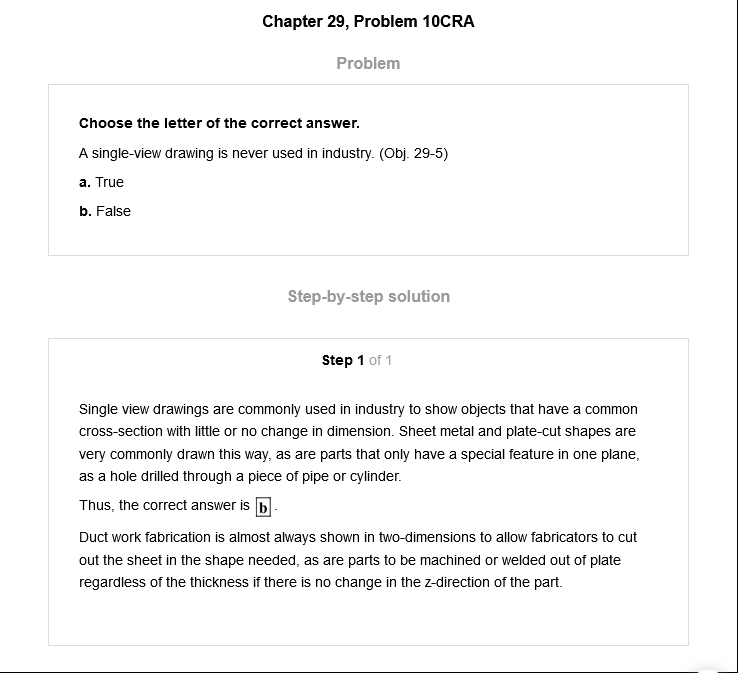 Chapter 29, Problem 10CRA
Problem
Choose the letter of the correct answer.
A single-view drawing is never used in industry. (Obj. 29-5)
a. True
b. False
Step-by-step solution
Step 1 of 1
Single view drawings are commonly used in industry to show objects that have a common
cross-section with little or no change in dimension. Sheet metal and plate-cut shapes are
very commonly drawn this way, as are parts that only have a special feature in one plane,
as a hole drilled through a piece of pipe or cylinder.
Thus, the correct answer is b.
Duct work fabrication is almost always shown in two-dimensions to allow fabricators to cut
out the sheet in the shape needed, as are parts to be machined or welded out of plate
regardless of the thickness if there is no change in the z-direction of the part.